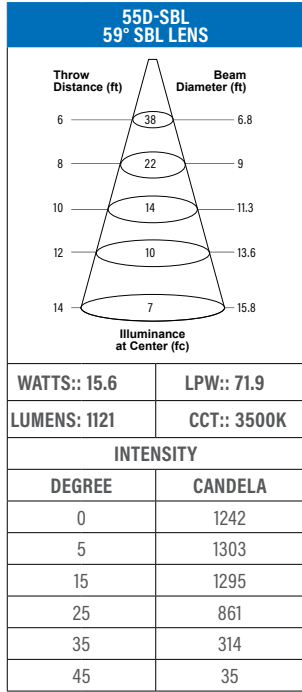 55D-SBL
59° SBL LENS
Throw Beam
Distance (ft) Diameter (ft)
6 38 6.8
8 22 9
10 14 11.3
12 10 13.6
14 7 15.8
Illuminance
at Center (fc)
WATTS:: 15.6 LPW:: 71.9
LUMENS: 1121 CCT:: 3500K
INTENSITY
DEGREE CANDELA
0 1242
5 1303
15 1295
25 861
35 314
45 35